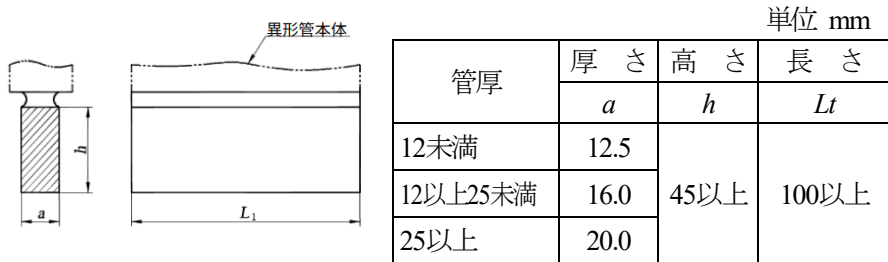 単位 mm
異形管本体
h
a
L1
管厚 厚 さ 高 さ 長 さ
a h Lt
12未満 12.5
12以上25未満 16.0 45以上 100以上
25以上 20.0